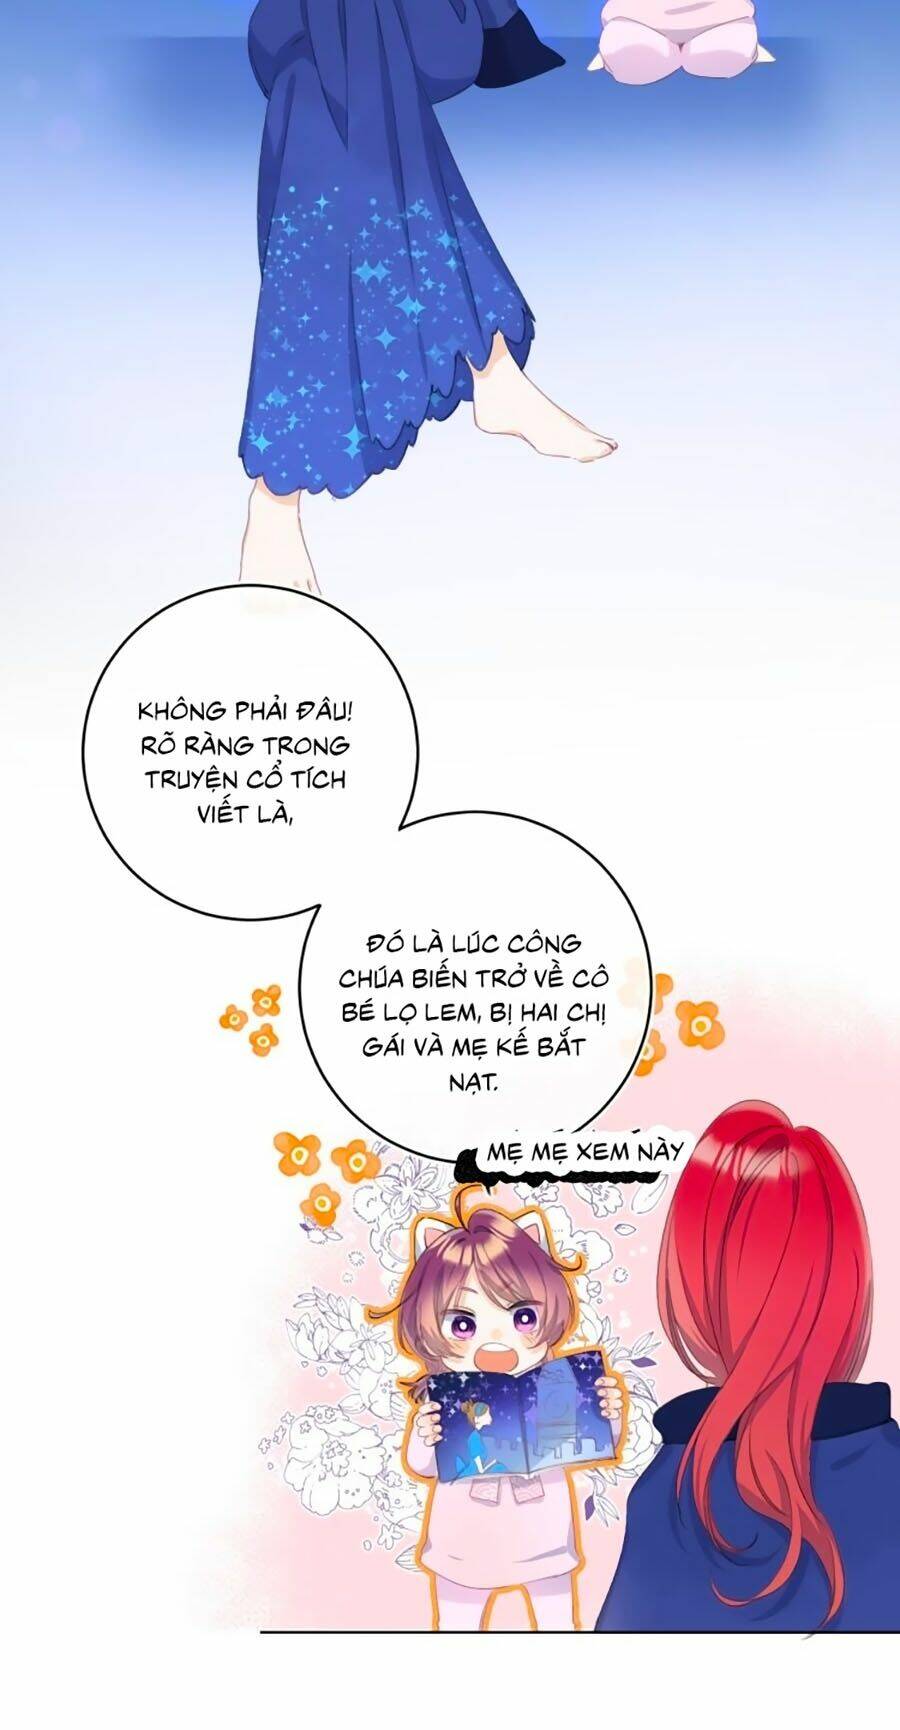 KHÔNG PHẢI ĐÂU!
RÕ RÀNG TRONG
TRUYỆN CỔ TÍCH
VIẾT LÀ,
ĐÓ LÀ LÚC CÔNG
CHÚA BIẾN TRỞ VỀ CÔ
BÉ LỌ LEM, BỊ HAI CHỊ
GÁI VÀ MẸ KẾ BẮT
NẠT.
MẸ MẸ XEM NÀY